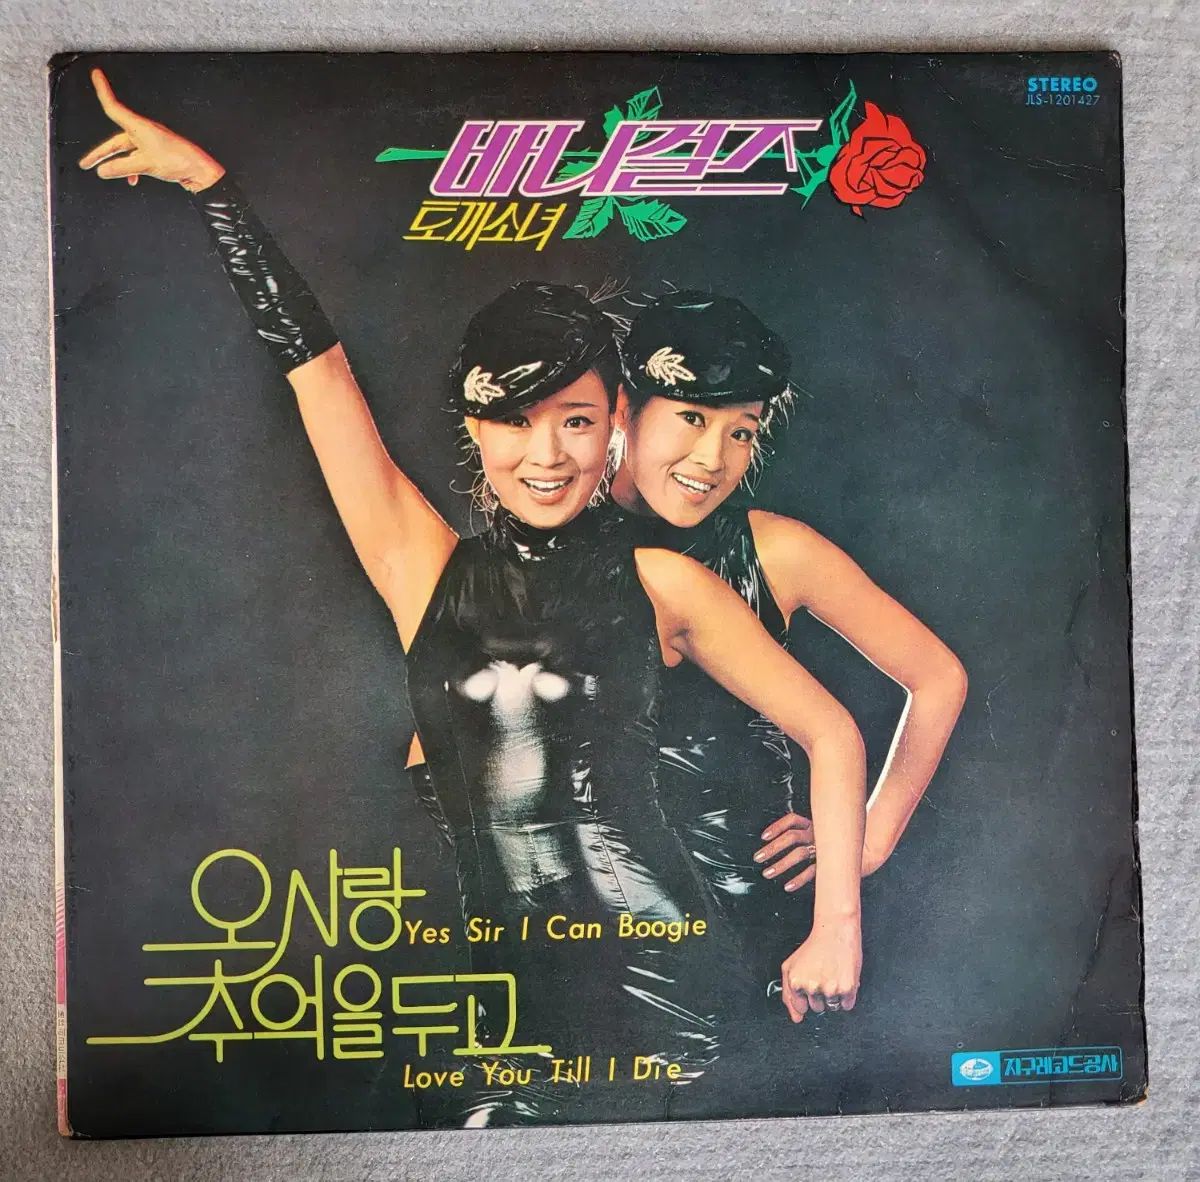 STEREO
JLS-1201427
바니걸즈
토끼소녀
오 사랑
Yes Sir I Can Boogie
추억을 두고
Love You Till I Die
지구레코드공사